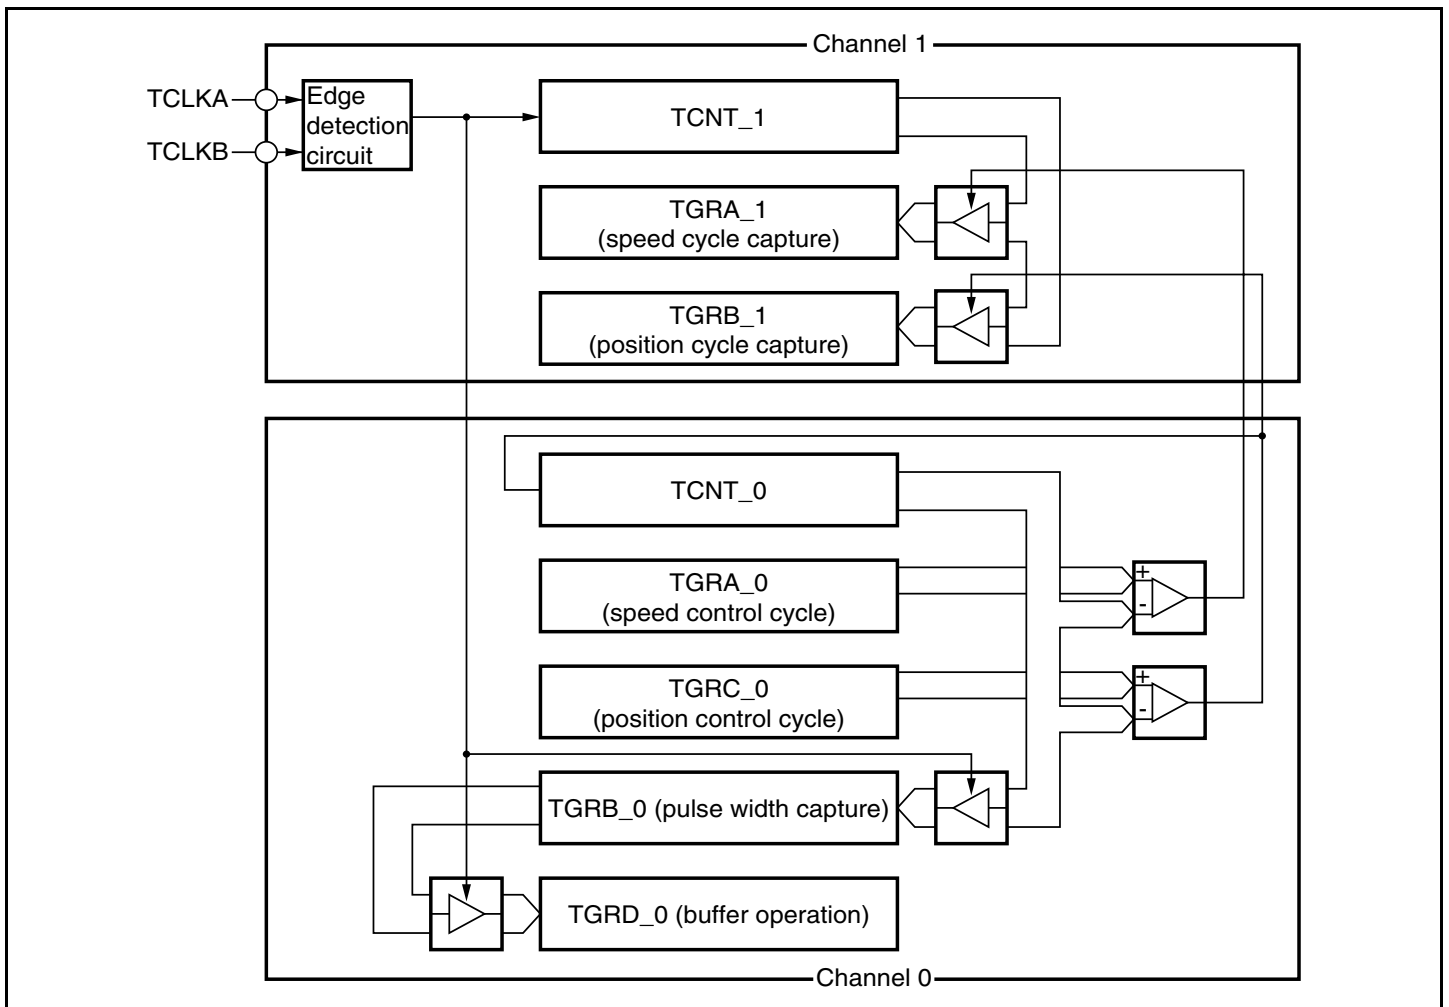 Channel 1
TCLKA
TCLKB
Edge
detection
circuit
TCNT_1
TGRA_1
(speed cycle capture)
TGRB_1
(position cycle capture)
TCNT_0
TGRA_0
(speed control cycle)
+
-
TGRC_0
(position control cycle)
+
-
TGRB_0 (pulse width capture)
TGRD_0 (buffer operation)
Channel 0